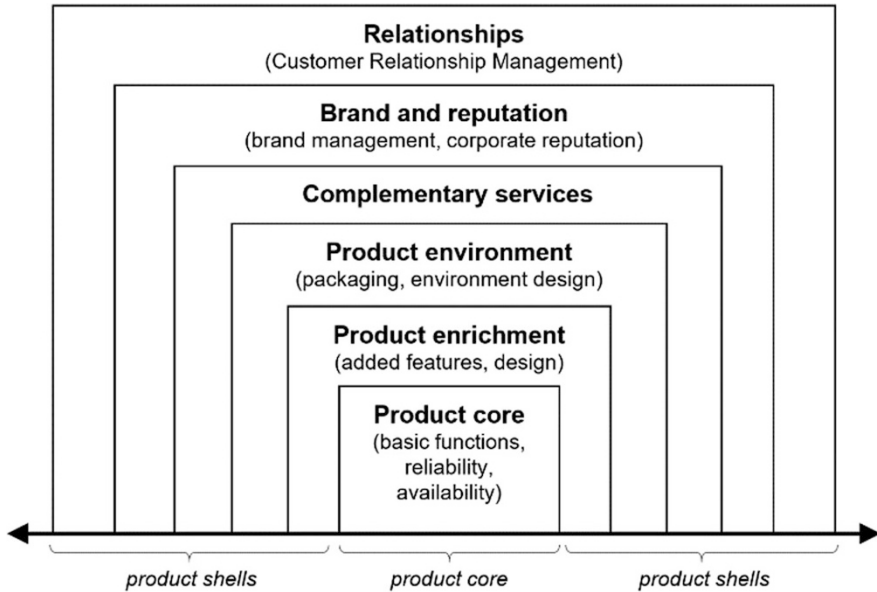 Relationships
(Customer Relationship Management)
Brand and reputation
(brand management, corporate reputation)
Complementary services
Product environment
(packaging, environment design)
Product enrichment
(added features, design)
Product core
(basic functions,
reliability,
availability)
product shells
product core
product shells